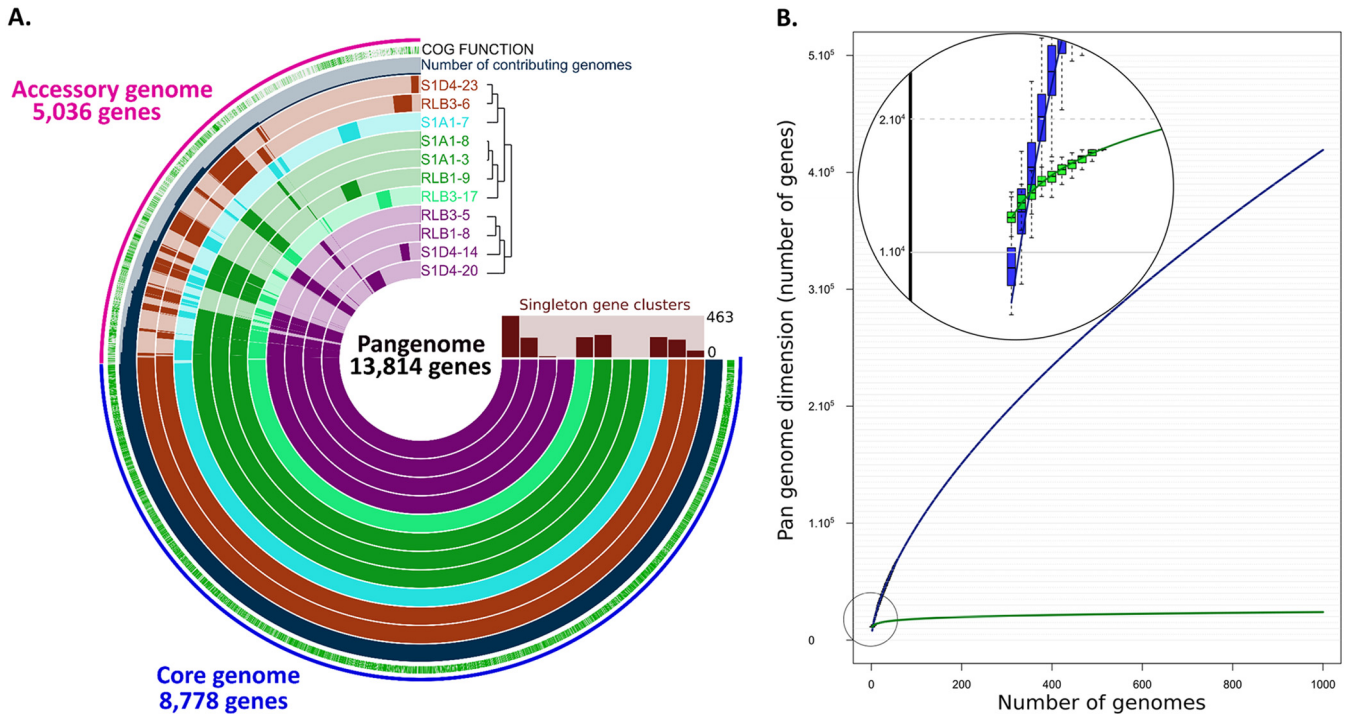 A.
COG FUNCTION
Number of contributing genomes
S1D4-23
RLB3-6
S1A1-7
S1A1-8
S1A1-3
RLB1-9
RLB3-17
RLB3-5
RLB1-8
S1D4-14
S1D4-20
Accessory genome
5,036 genes
Singleton gene clusters
463
0
Pangenome
13,814 genes
Core genome
8,778 genes
B.
Pan genome dimension (number of genes)
5.10⁵
4.10⁵
3.10⁵
2.10⁵
1.10⁵
0
2.10⁴
1.10⁴
0
200
400
600
800
1000
Number of genomes